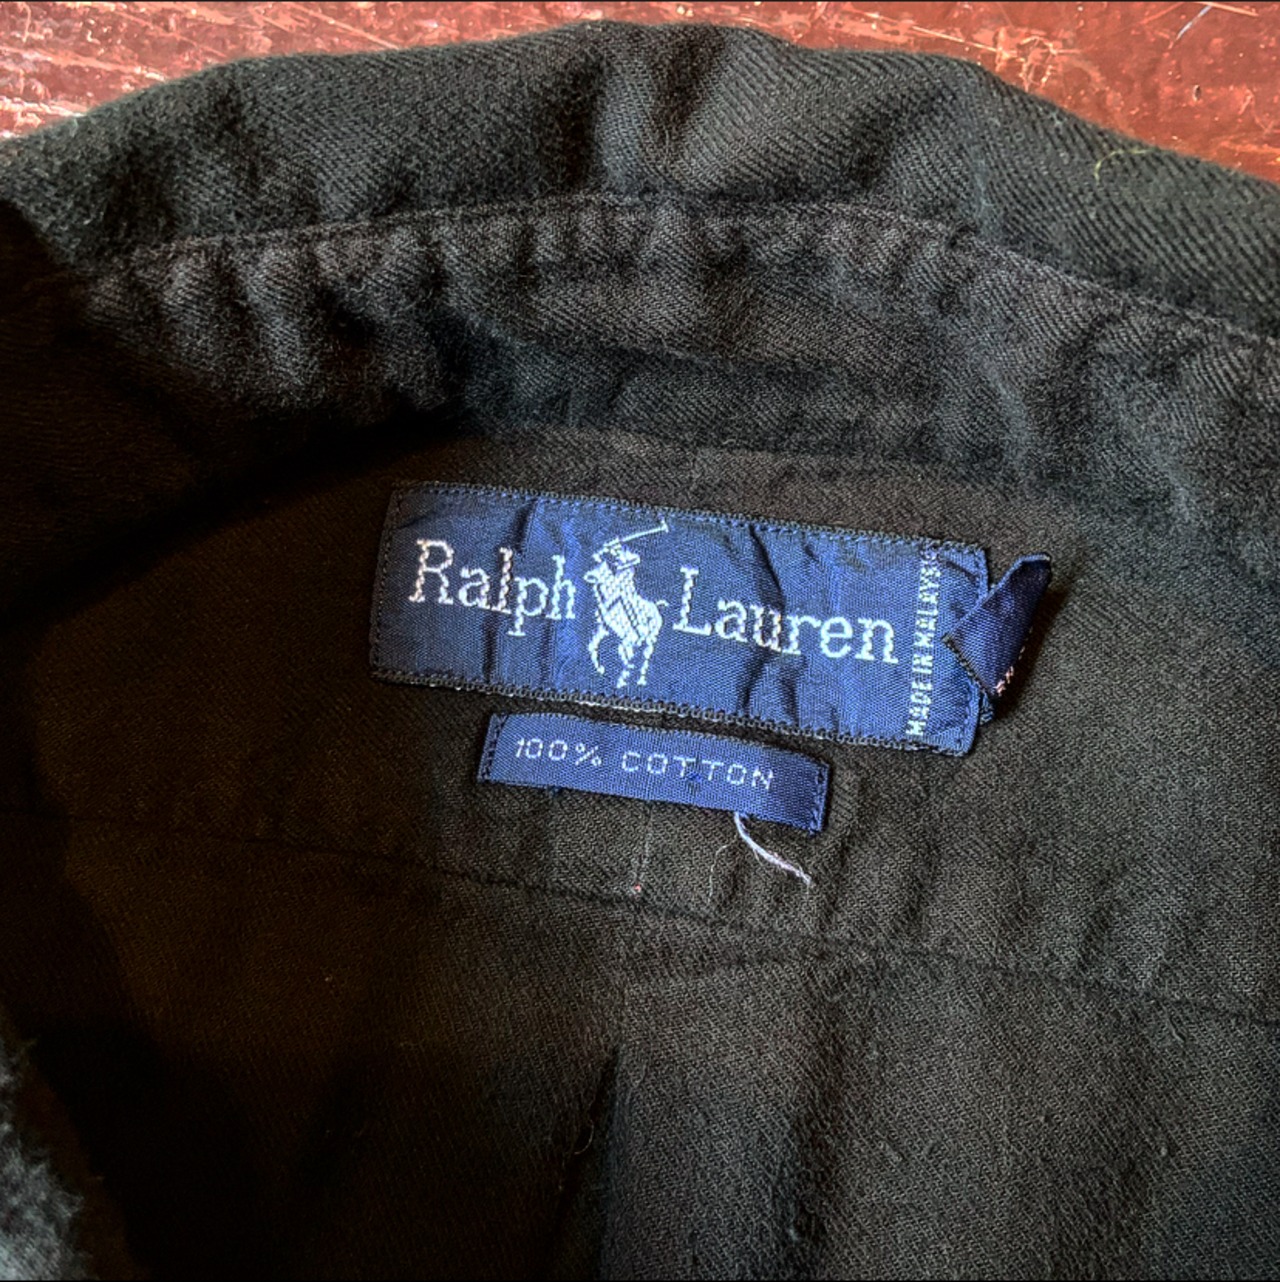 Ralph Lauren
MADE IN MALAYSIA
100% COTTON